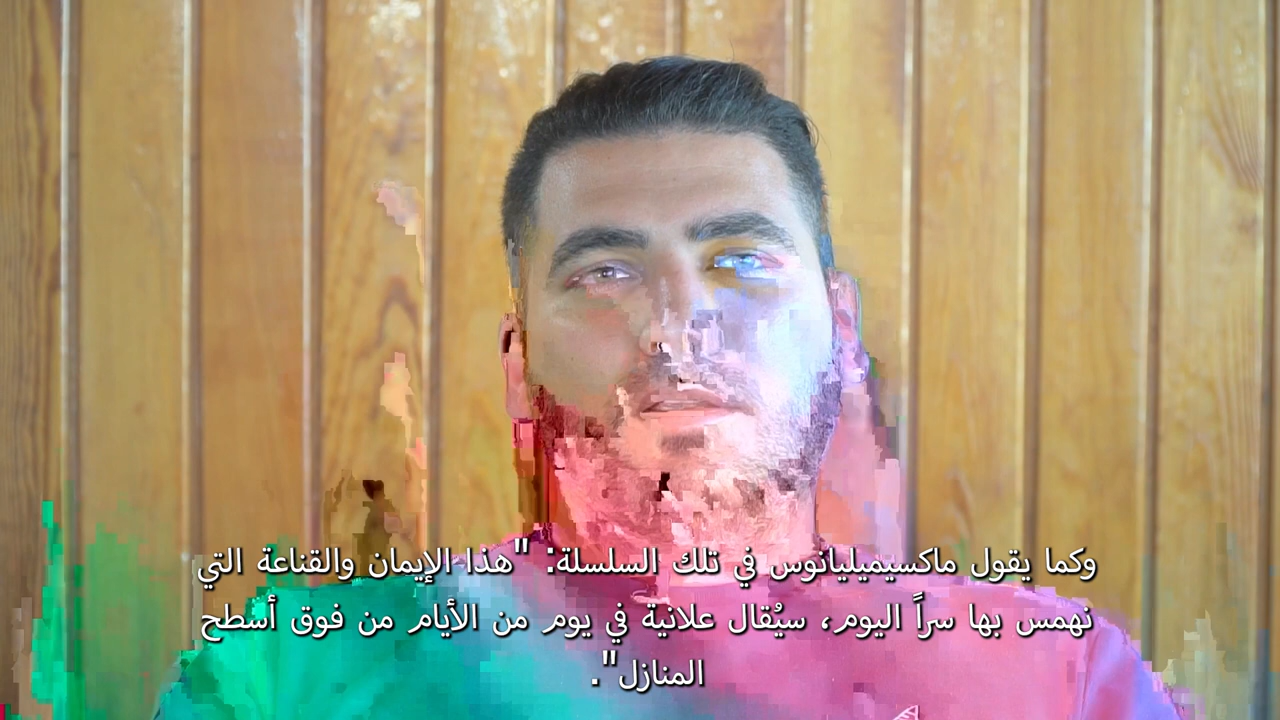 وكما يقول ماكسيميليانوس في تلك السلسلة: "هذا الإيمان والقناعة التي
نهمس بها سراً اليوم، سيُقال علانية في يوم من الأيام من فوق أسطح
المنازل".